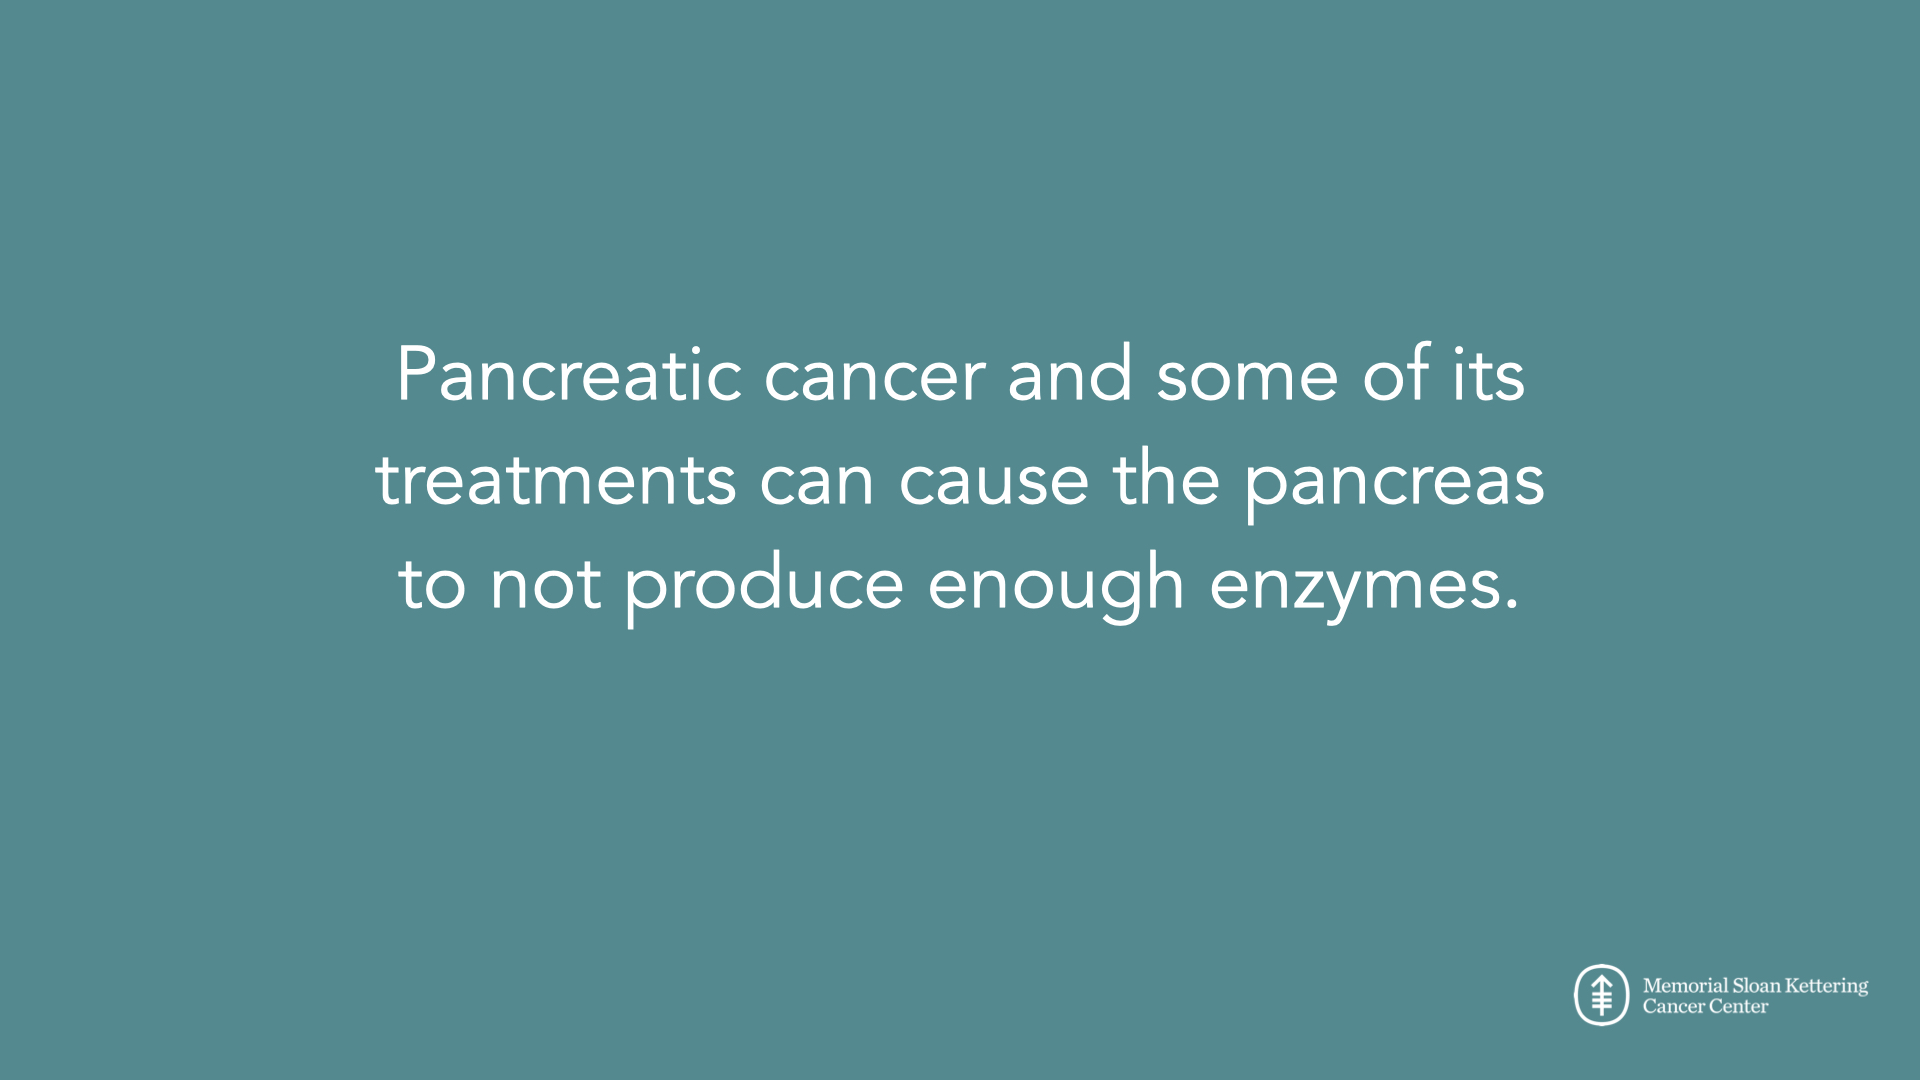 Pancreatic cancer and some of its
treatments can cause the pancreas
to not produce enough enzymes.
Memorial Sloan Kettering
Cancer Center